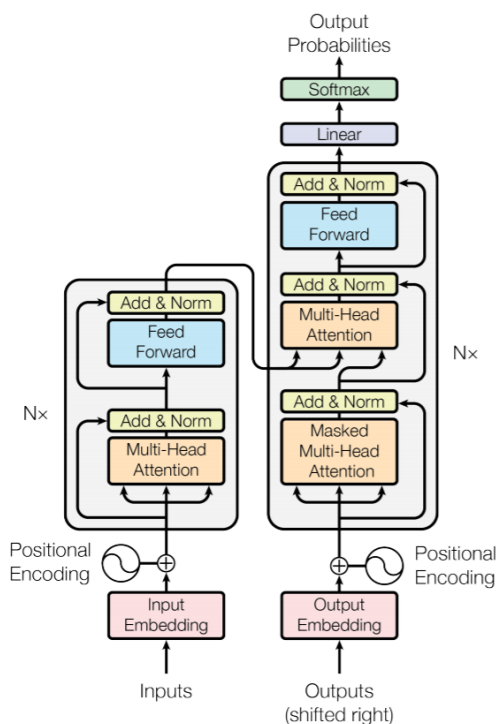 Output
Probabilities
Softmax
Linear
Add & Norm
Feed
Forward
Add & Norm
Multi-Head
Attention
Add & Norm
Masked
Multi-Head
Attention
Nx
Positional
Encoding
Output
Embedding
Outputs
(shifted right)
Add & Norm
Feed
Forward
Add & Norm
Multi-Head
Attention
Nx
Positional
Encoding
Input
Embedding
Inputs